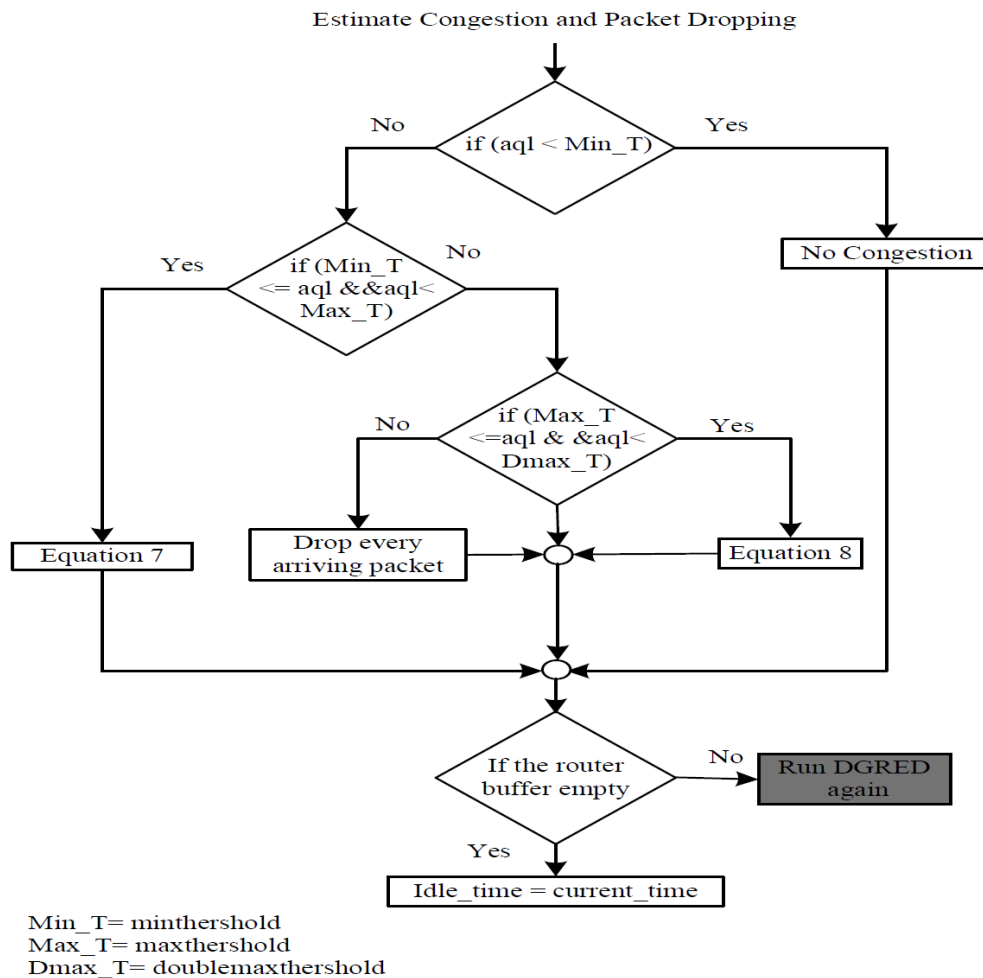 Estimate Congestion and Packet Dropping
No
Yes
if (aql < Min_T)
Yes
if (Min_T
<= aql &&aql<
Max_T)
No
No Congestion
No
if (Max_T
<=aql & &aql<
Dmax_T)
Yes
Equation 7
Drop every
arriving packet
Equation 8
If the router
buffer empty
No
Run DGRED
again
Yes
Idle_time = current_time
Min_T= minthershold
Max_T= maxthershold
Dmax_T= doublemaxthershold